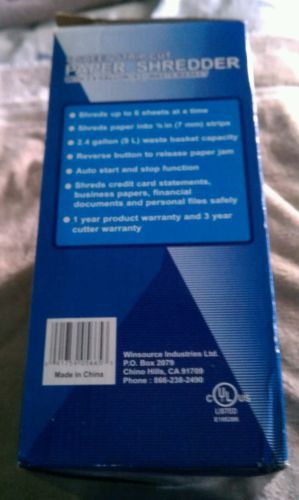 PAPER SHREDDER
Shreds up to 6 sheets at a time
Shreds paper into ¼ in (7 mm) strips
2.4 gallon (9 L) waste basket capacity
Reverse button to release paper jam
Auto start and stop function
Shreds credit card statements,
business papers, financial
documents and personal files safely
1 year product warranty and 3 year
cutter warranty
Made in China
Winsource Industries Ltd.
P.O. Box 2079
Chino Hills, CA 91709
Phone : 866-238-2490
C UL US
LISTED